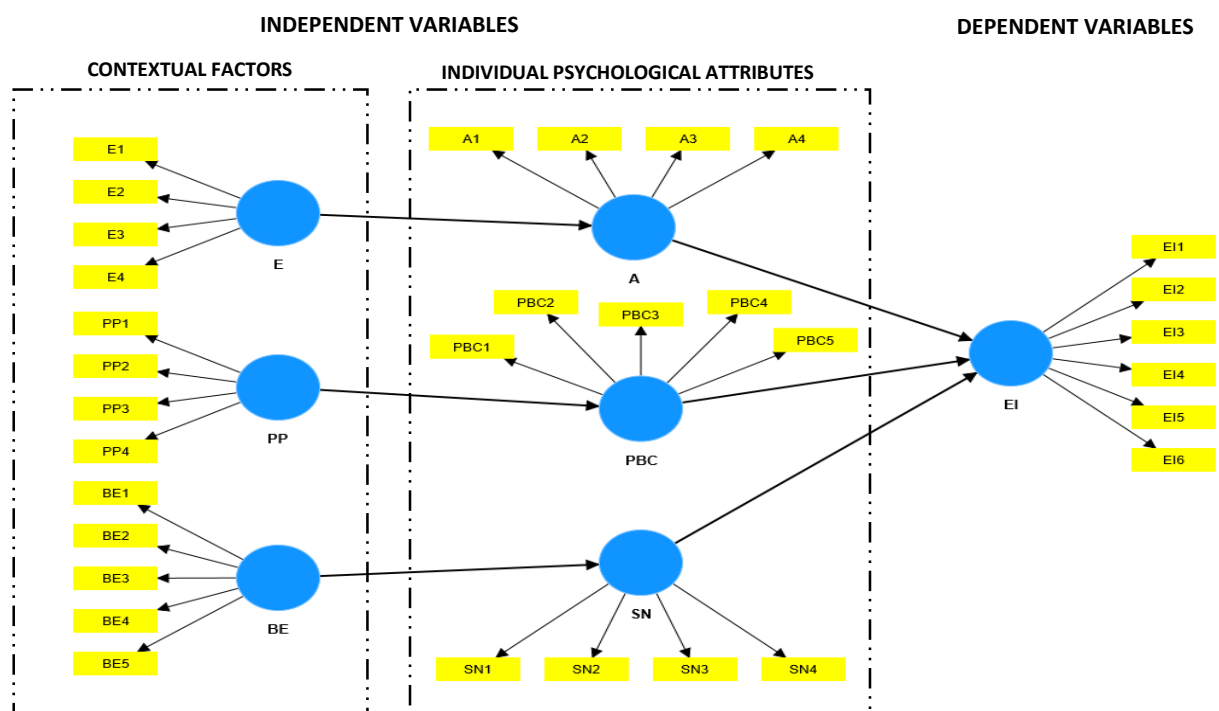 INDEPENDENT VARIABLES
DEPENDENT VARIABLES
CONTEXTUAL FACTORS
INDIVIDUAL PSYCHOLOGICAL ATTRIBUTES
E1
E2
E3
E4
E
PP1
PP2
PP3
PP4
PP
BE1
BE2
BE3
BE4
BE5
BE
A1
A2
A3
A4
A
PBC1
PBC2
PBC3
PBC4
PBC5
PBC
SN
SN1
SN2
SN3
SN4
EI
EI1
EI2
EI3
EI4
EI5
EI6